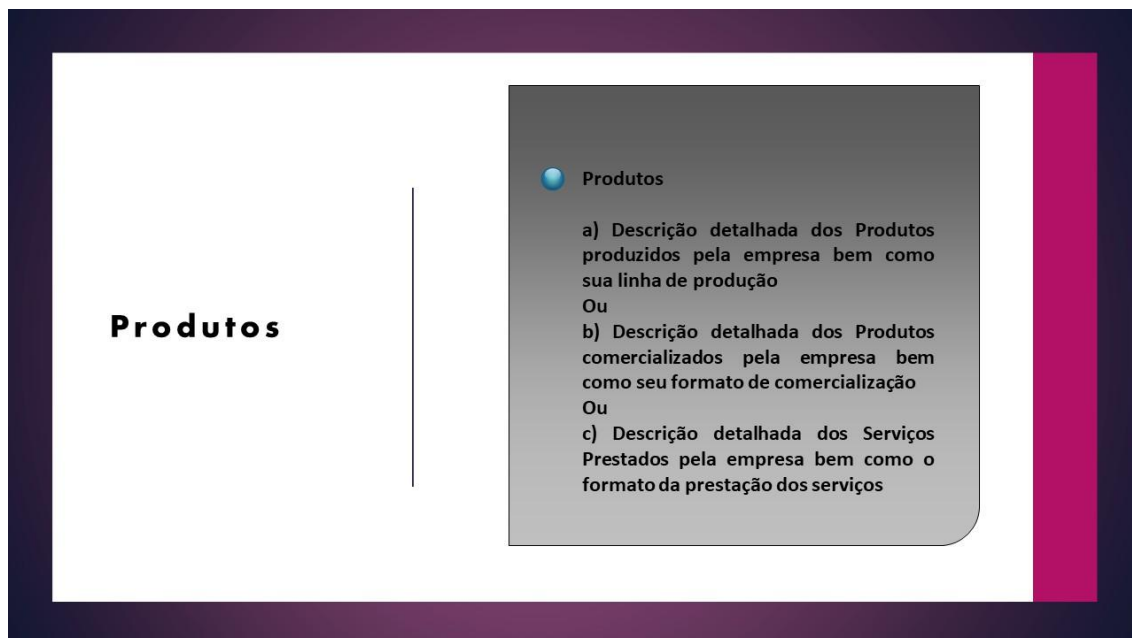 Produtos
Produtos
a) Descrição detalhada dos Produtos
produzidos pela empresa bem como
sua linha de produção
Ou
b) Descrição detalhada dos Produtos
comercializados pela empresa bem
como seu formato de comercialização
Ou
c) Descrição detalhada dos Serviços
Prestados pela empresa bem como o
formato da prestação dos serviços